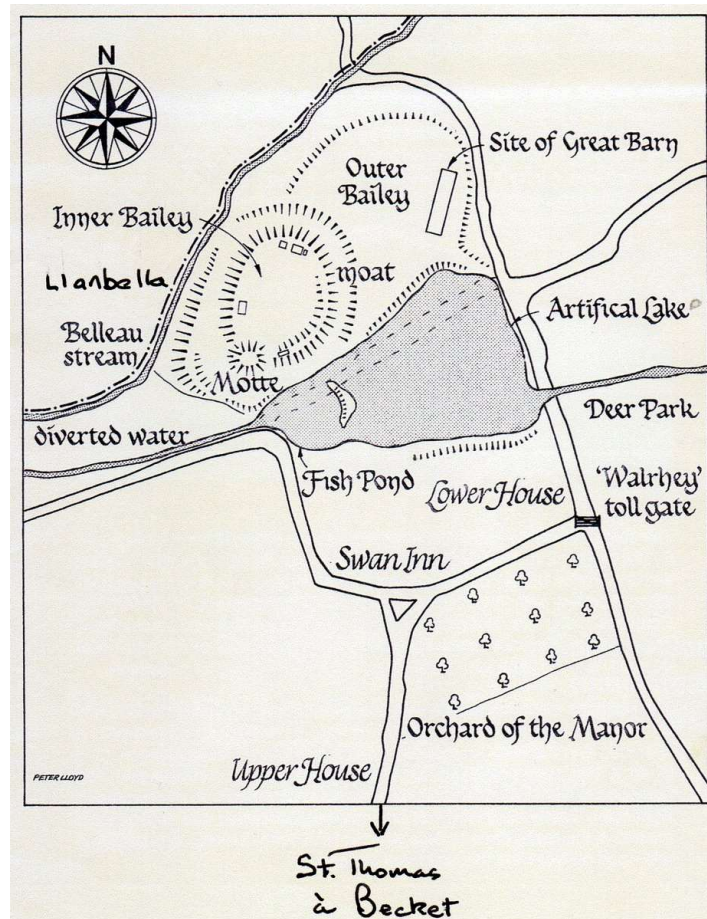 N
Site of Great Barn
Outer
Bailey
Inner Bailey
moat
Llanbella
Artifical Lake
Belleau
stream
Motte
Deer Park
diverted water
Fish Pond
Lower House
'Walrhey'
toll gate
Swan Inn
Orchard of the Manor
Upper House
PETER LLOYD
St. Thomas
à Becket